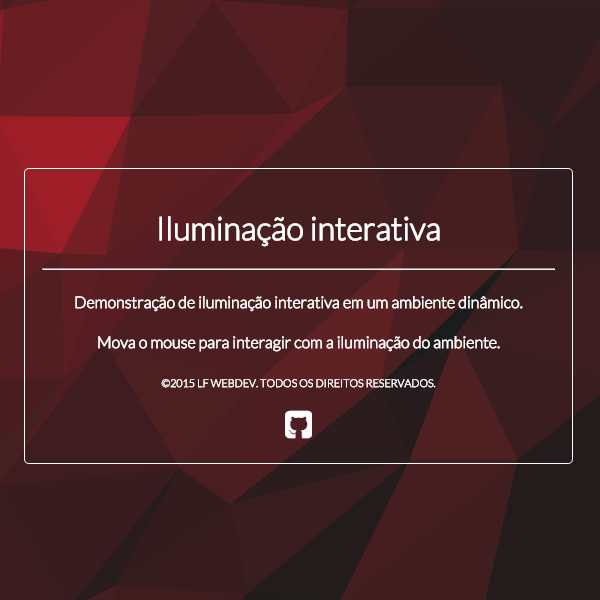 Iluminação interativa
Demonstração de iluminação interativa em um ambiente dinâmico.
Mova o mouse para interagir com a iluminação do ambiente.
©2015 LF WEBDEV. TODOS OS DIREITOS RESERVADOS.